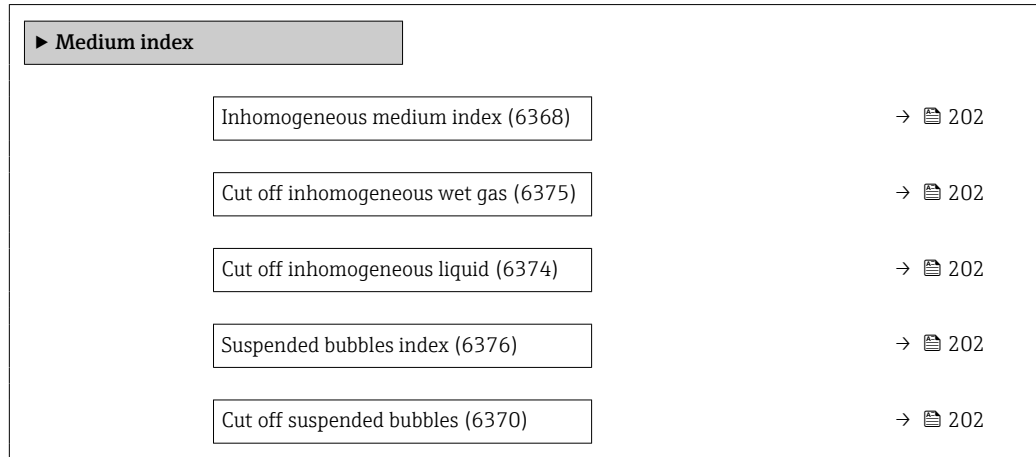 ▶ Medium index
Inhomogeneous medium index (6368) → 202
Cut off inhomogeneous wet gas (6375) → 202
Cut off inhomogeneous liquid (6374) → 202
Suspended bubbles index (6376) → 202
Cut off suspended bubbles (6370) → 202